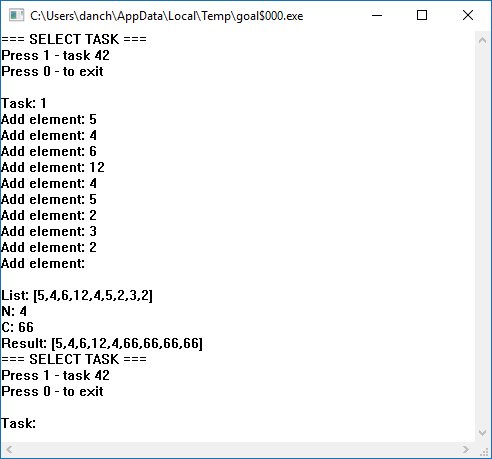 C:\Users\danch\AppData\Local\Temp\goal$000.exe
=== SELECT TASK ===
Press 1 - task 42
Press 0 - to exit
Task: 1
Add element: 5
Add element: 4
Add element: 6
Add element: 12
Add element: 4
Add element: 5
Add element: 2
Add element: 3
Add element: 2
Add element:
List: [5,4,6,12,4,5,2,3,2]
N: 4
C: 66
Result: [5,4,6,12,4,66,66,66,66]
=== SELECT TASK ===
Press 1 - task 42
Press 0 - to exit
Task: